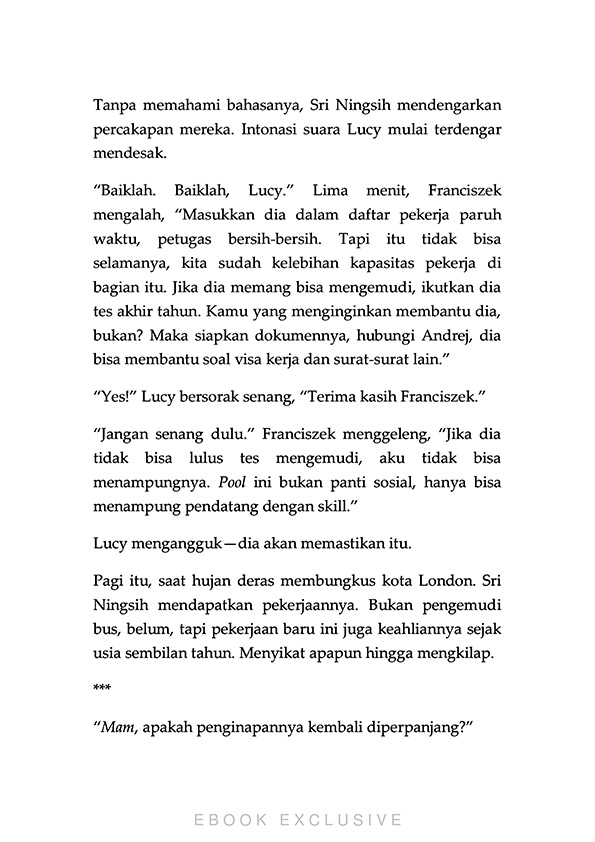 Tanpa memahami bahasanya, Sri Ningsih mendengarkan
percakapan mereka. Intonasi suara Lucy mulai terdengar
mendesak.
“Baiklah. Baiklah, Lucy.” Lima menit, Franciszek
mengalah, “Masukkan dia dalam daftar pekerja paruh
waktu, petugas bersih-bersih. Tapi itu tidak bisa
selamanya, kita sudah kelebihan kapasitas pekerja di
bagian itu. Jika dia memang bisa mengemudi, ikutkan dia
tes akhir tahun. Kamu yang menginginkan membantu dia,
bukan? Maka siapkan dokumennya, hubungi Andrej, dia
bisa membantu soal visa kerja dan surat-surat lain.”
“Yes!” Lucy bersorak senang, “Terima kasih Franciszek.”
“Jangan senang dulu.” Franciszek menggeleng, “Jika dia
tidak bisa lulus tes mengemudi, aku tidak bisa
menampungnya. Pool ini bukan panti sosial, hanya bisa
menampung pendatang dengan skill.”
Lucy mengangguk—dia akan memastikan itu.
Pagi itu, saat hujan deras membungkus kota London. Sri
Ningsih mendapatkan pekerjaannya. Bukan pengemudi
bus, belum, tapi pekerjaan baru ini juga keahliannya sejak
usia sembilan tahun. Menyikat apapun hingga mengkilap.
***
“Mam, apakah penginapannya kembali diperpanjang?”
EBOOK EXCLUSIVE